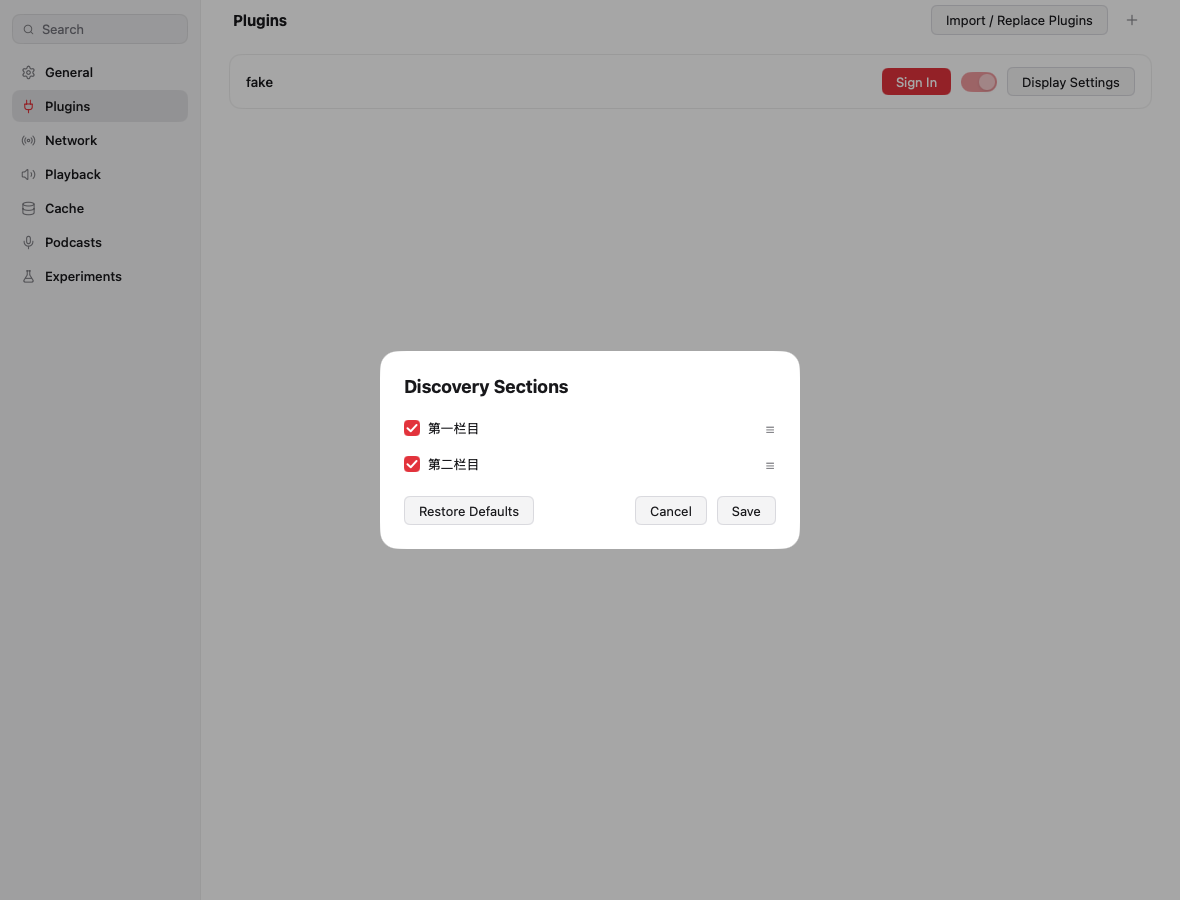 Search
General
Plugins
Network
Playback
Cache
Podcasts
Experiments
Plugins
Import / Replace Plugins
fake
Sign In
Display Settings
Discovery Sections
第一栏目
第二栏目
Restore Defaults
Cancel
Save